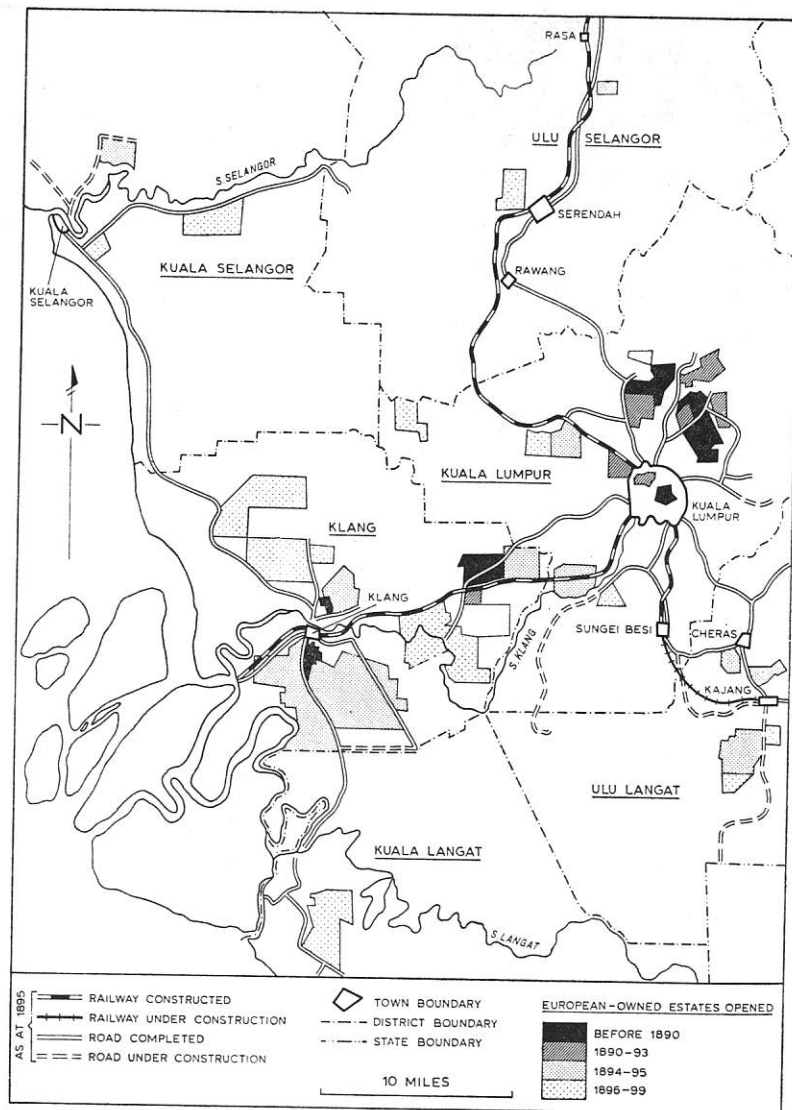 RASA
ULU SELANGOR
S. SELANGOR
SERENDAH
KUALA SELANGOR
RAWANG
KUALA
SELANGOR
N
KUALA LUMPUR
KUALA
LUMPUR
KLANG
KLANG
S. KLANG
SUNGEI BESI
CHERAS
KAJANG
ULU LANGAT
KUALA LANGAT
S. LANGAT
AS AT 1895
RAILWAY CONSTRUCTED
RAILWAY UNDER CONSTRUCTION
ROAD COMPLETED
ROAD UNDER CONSTRUCTION
TOWN BOUNDARY
DISTRICT BOUNDARY
STATE BOUNDARY
10 MILES
EUROPEAN-OWNED ESTATES OPENED
BEFORE 1890
1890-93
1894-95
1896-99